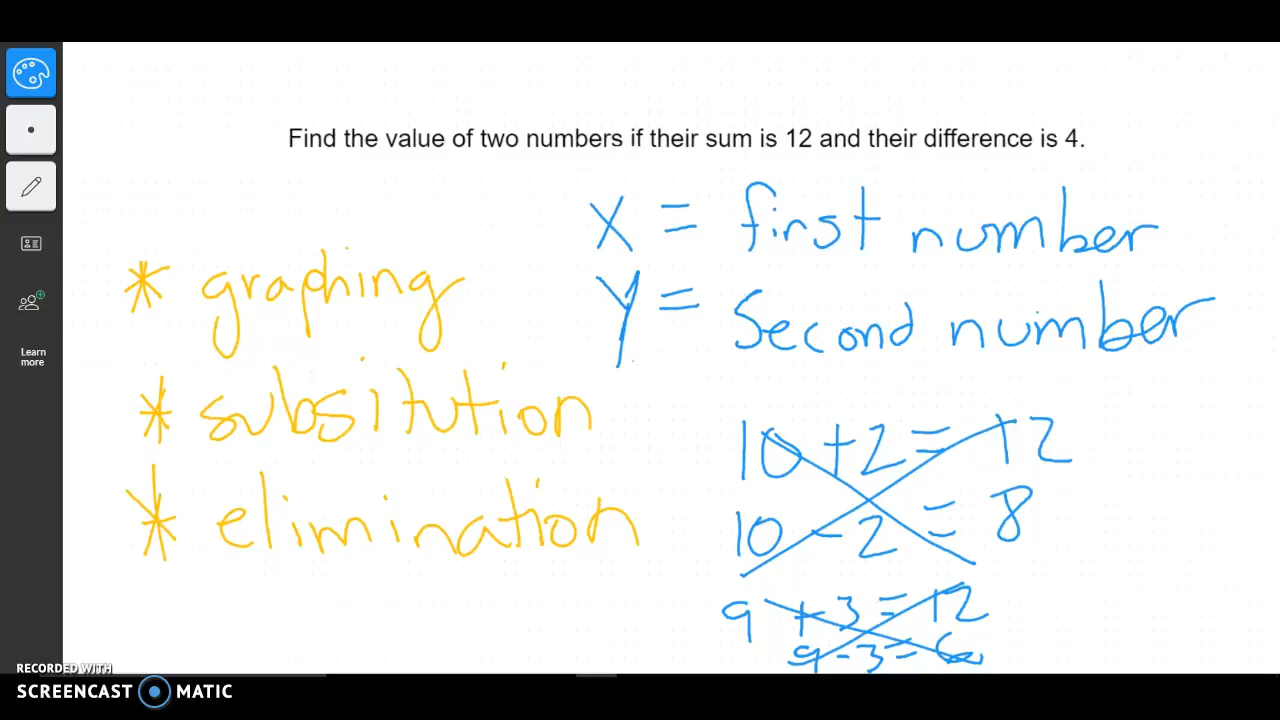 Find the value of two numbers if their sum is 12 and their difference is 4.
X = first number
Y = Second number
* graphing
* subsitution
* elimination
10 + 2 = 12
10 - 2 = 8
9 + 3 = 12
9 - 3 = 6
Learn
more
RECORDED WITH
SCREENCAST MATIC